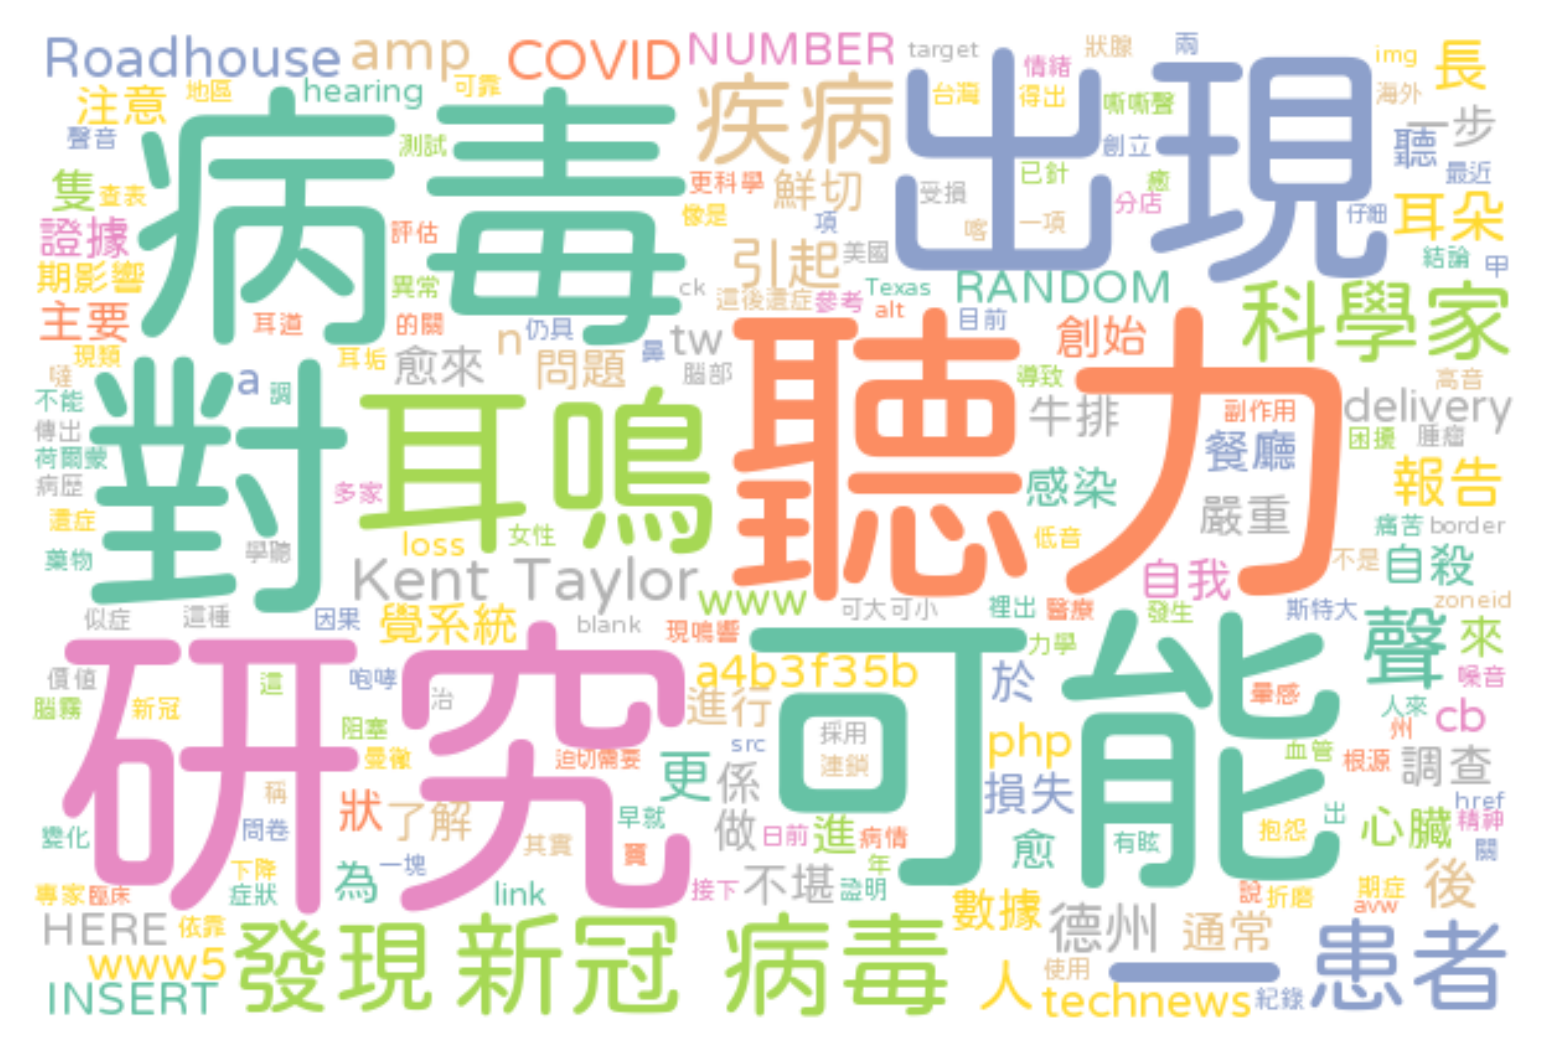 Roadhouse
amp
COVID
NUMBER
target
狀腺
兩
img
長
注意
地區
hearing
可靠
疾病
出現
台灣
情緒
得出
嘶嘶聲
海外
一步
聲音
病毒
測試
創立
聽
最近
隻
查表
更科學
鮮切
受損
已針
癒
分店
證據
評估
像是
項
喀
一項
仔細
耳朵
期影響
異常
引起
美國
結論
甲
主要
耳道
的關
ck
這後遺症
參考
Texas
RANDOM
科學家
現類
耳垢
愈來
n
仍具
問題
鼻
tw
腦部
alt
目前
創始
噠
不能
a
調
對
耳鳴
聽力
導致
牛排
高音
delivery
副作用
困擾
腫瘤
傳出
荷爾蒙
病歷
多家
餐廳
感染
報告
遺症
學聽
loss
女性
低音
嚴重
痛苦
border
藥物
Kent Taylor
自我
不是
自殺
似症
這種
因果
覺系統
blank
www
現鳴響
可大可小
裡出
醫療
發生
斯特大
zoneid
力學
聲
來
價值
這
咆哮
研究
治
a4b3f35b
可能
於
暈感
噪音
腦霧
新冠
阻塞
進行
採用
人來
州
cb
曼徹
迫切需要
src
連鎖
php
血管
根源
調查
稱
更
係
損失
href
變化
問卷
狀
了解
早就
做
日前
進
病情
愈
有眩
抱怨
出
心臟
精神
關
其實
竇
下降
一塊
年
專家
臨床
症狀
為
link
接下
不堪
證明
說
折磨
期症
後
avw
HERE
依靠
發現
新冠 病毒
數據
德州
通常
www5
INSERT
人
使用
一
technews
紀錄
患者